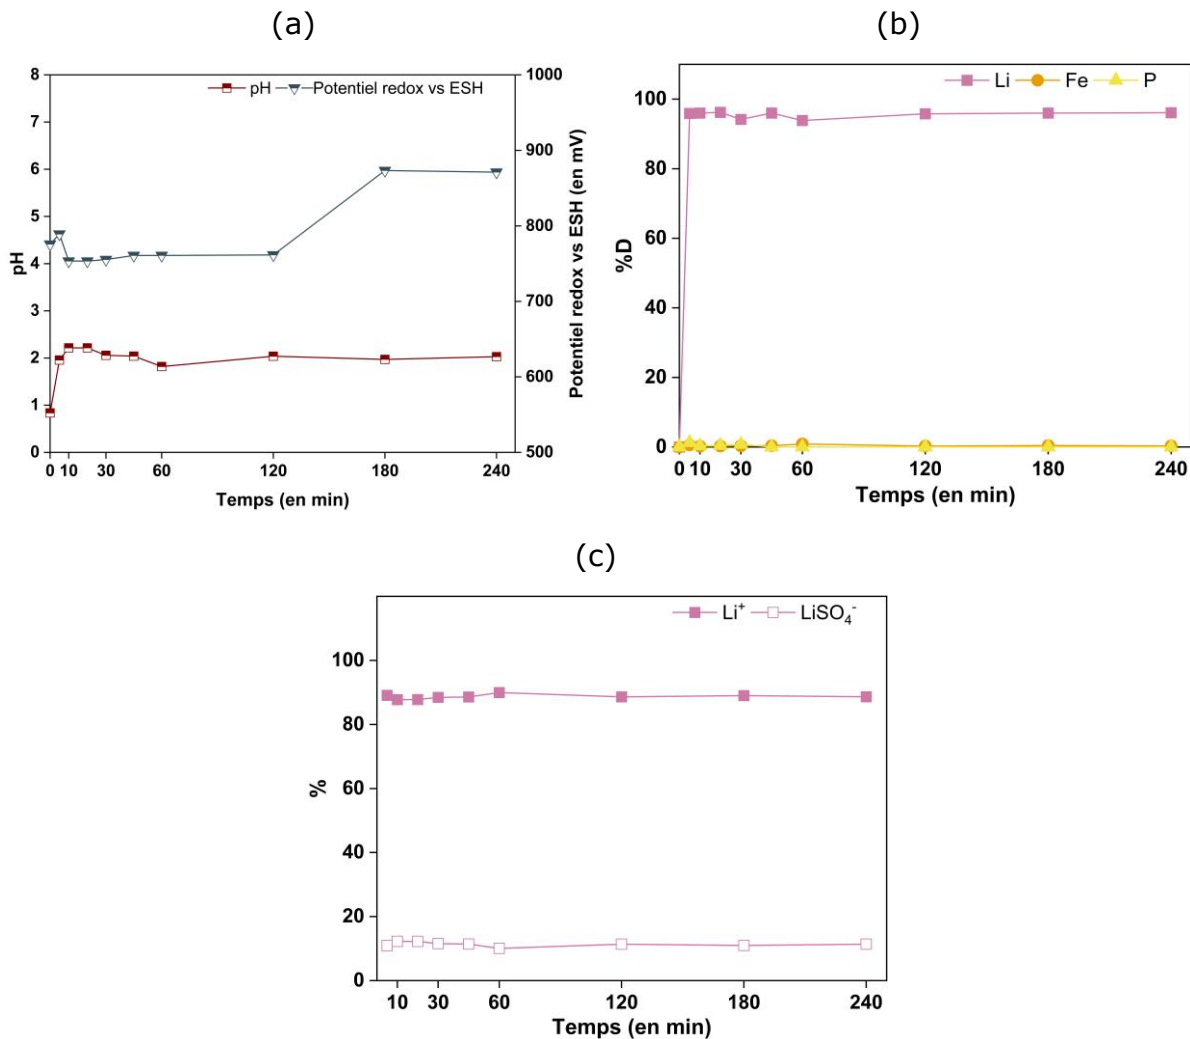 (a)
(b)
pH Potentiel redox vs ESH
8
7
6
5
4
3
2
1
0
pH
1000
900
800
700
600
500
Potentiel redox vs ESH (en mV)
0 10 30 60 120 180 240
Temps (en min)
Li Fe P
100
80
60
40
20
0
%D
0 10 30 60 120 180 240
Temps (en min)
(c)
Li⁺ LiSO₄⁻
100
80
60
40
20
0
%
10 30 60 120 180 240
Temps (en min)